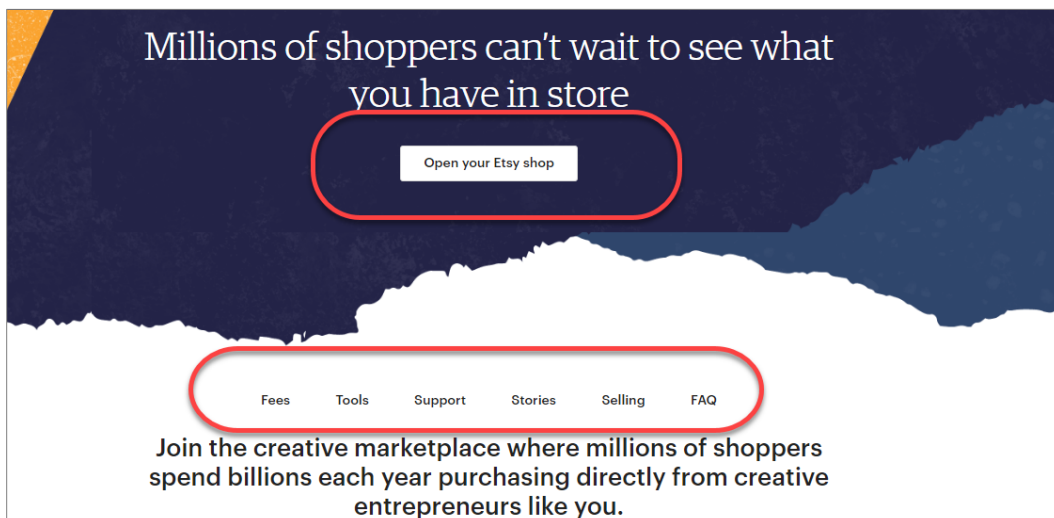 Millions of shoppers can't wait to see what
you have in store
Open your Etsy shop
Fees Tools Support Stories Selling FAQ
Join the creative marketplace where millions of shoppers
spend billions each year purchasing directly from creative
entrepreneurs like you.